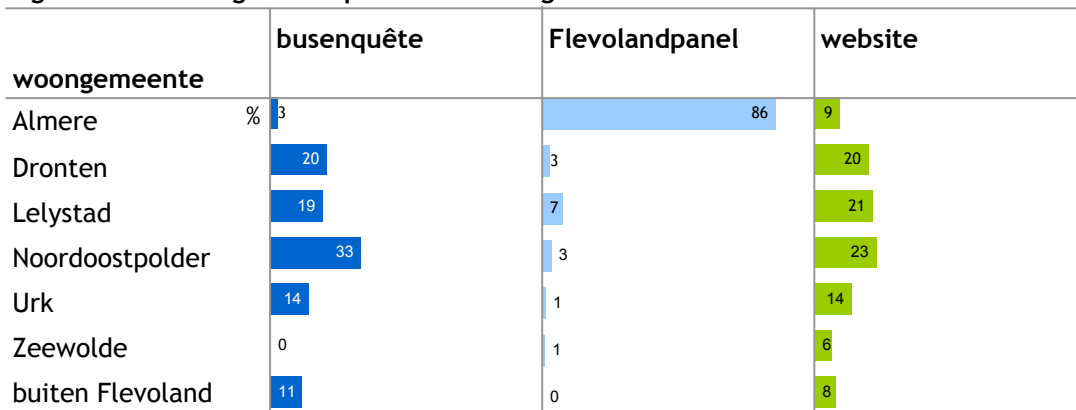 busenquête Flevolandpanel website
woongemeente
Almere % 3 86 9
Dronten 20 3 20
Lelystad 19 7 21
Noordoostpolder 33 3 23
Urk 14 1 14
Zeewolde 0 1 6
buiten Flevoland 11 0 8